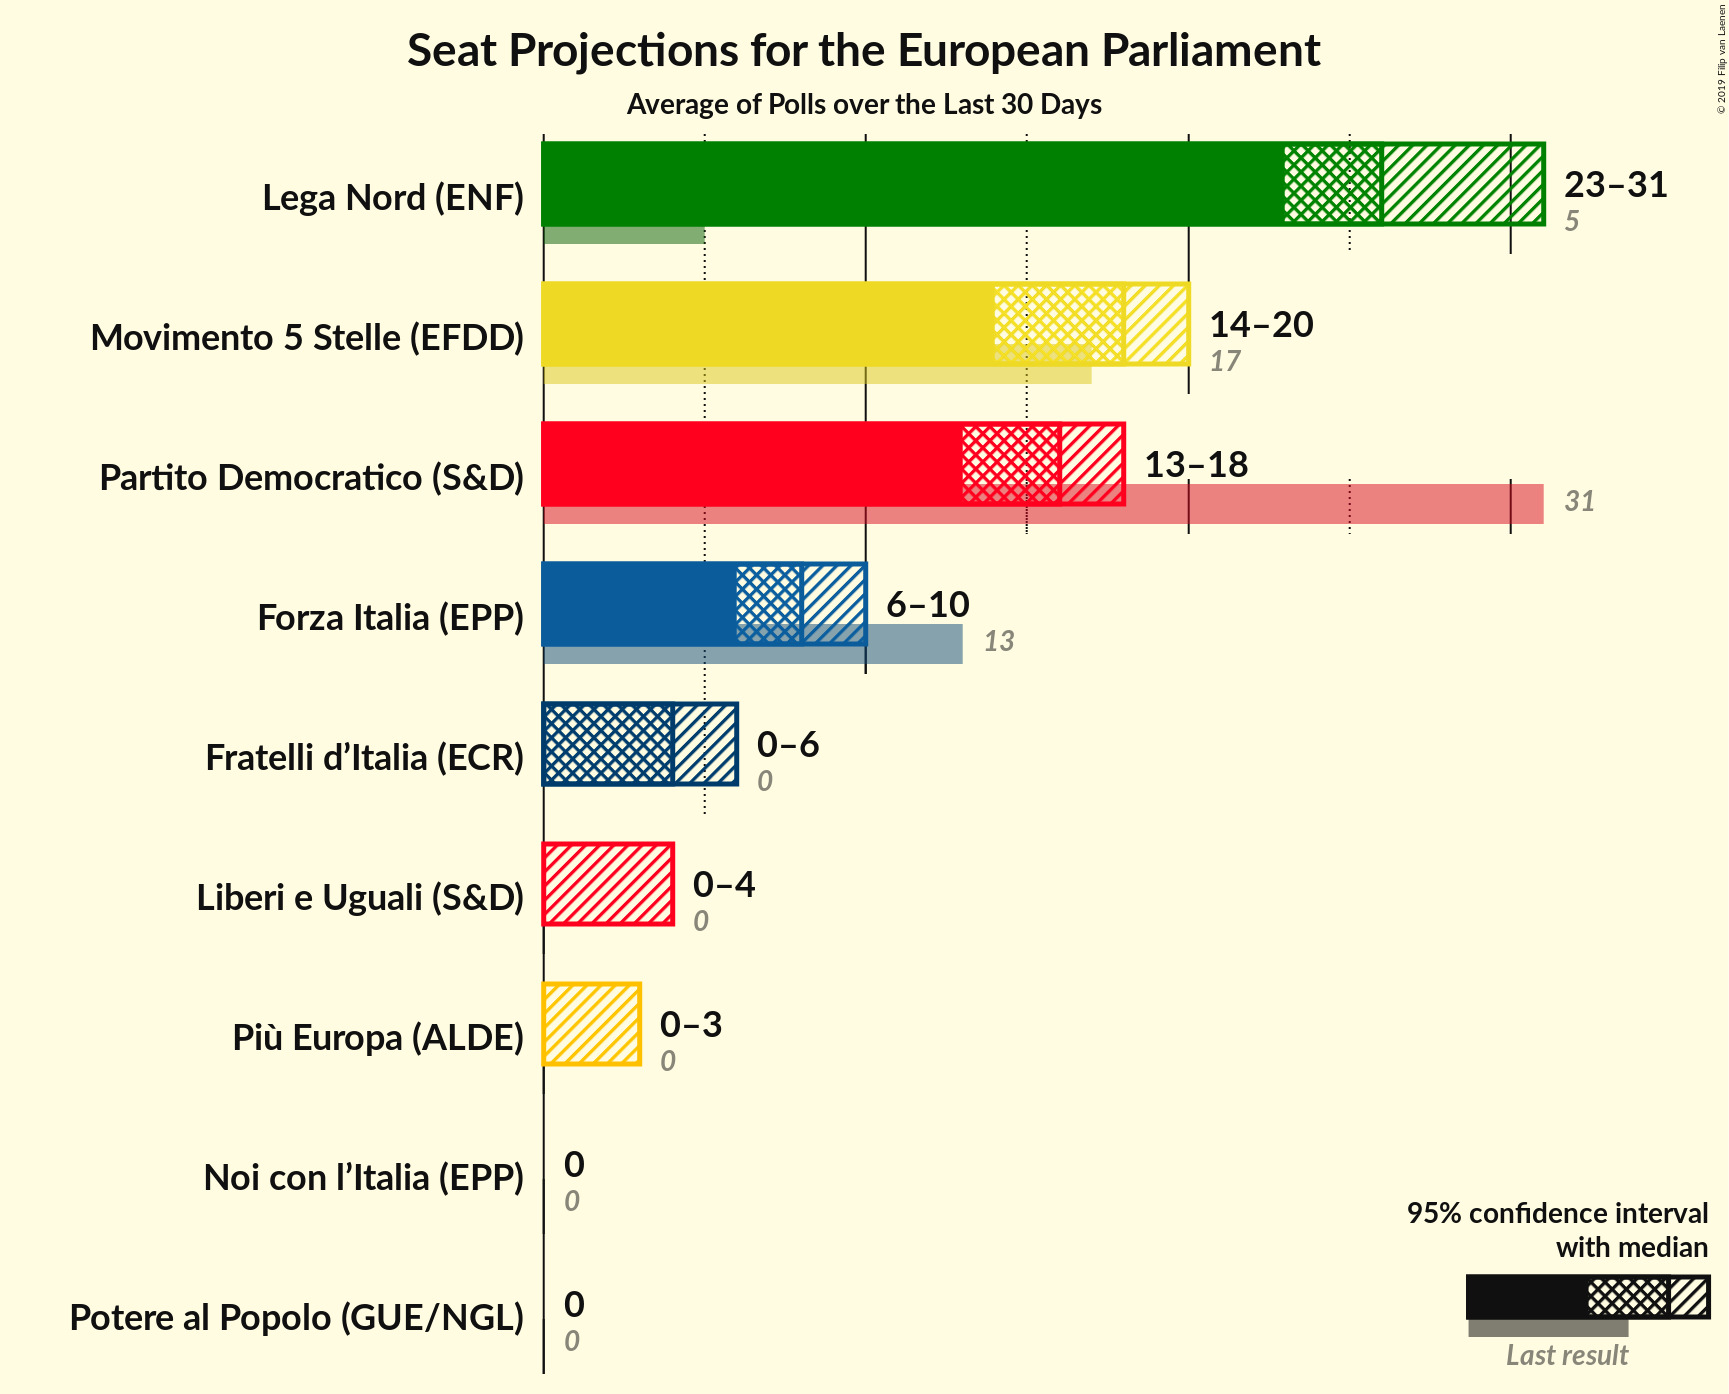 Seat Projections for the European Parliament
Average of Polls over the Last 30 Days
© 2019 Filip van Laenen
Lega Nord (ENF)
23–31
5
Movimento 5 Stelle (EFDD)
14–20
17
Partito Democratico (S&D)
13–18
31
Forza Italia (EPP)
6–10
13
Fratelli d’Italia (ECR)
0–6
0
Liberi e Uguali (S&D)
0–4
0
Più Europa (ALDE)
0–3
0
Noi con l’Italia (EPP)
0
0
Potere al Popolo (GUE/NGL)
0
0
95% confidence interval
with median
Last result